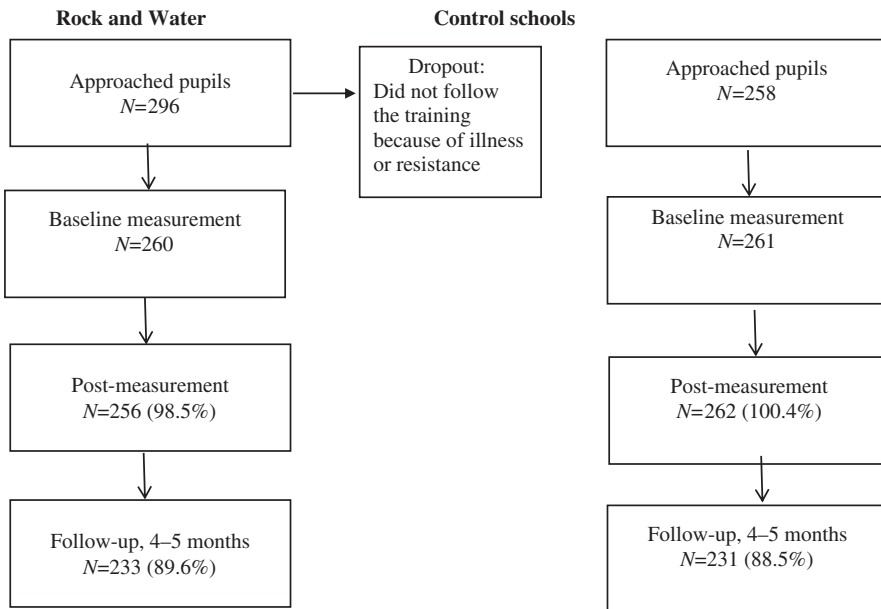 Rock and Water
Control schools
Approached pupils
N=296
Dropout:
Did not follow
the training
because of illness
or resistance
Approached pupils
N=258
Baseline measurement
N=260
Baseline measurement
N=261
Post-measurement
N=256 (98.5%)
Post-measurement
N=262 (100.4%)
Follow-up, 4–5 months
N=233 (89.6%)
Follow-up, 4–5 months
N=231 (88.5%)